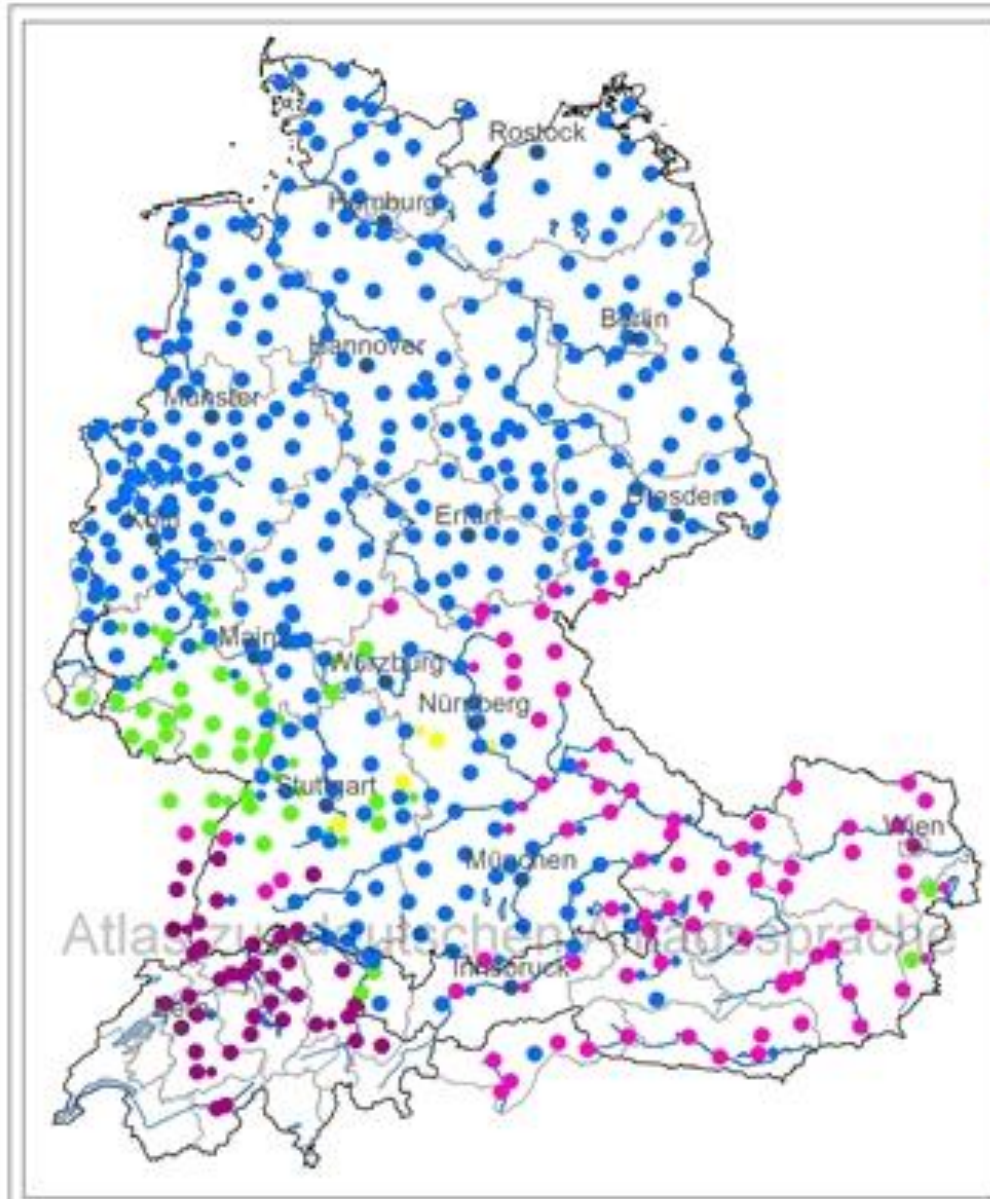 Rostock
Hamburg
Berlin
Hannover
Münster
Dresden
Köln
Erfurt
Mainz
Würzburg
Nürnberg
Stuttgart
Wien
München
Atlas zur deutschen Alltagssprache
Innsbruck
Bern